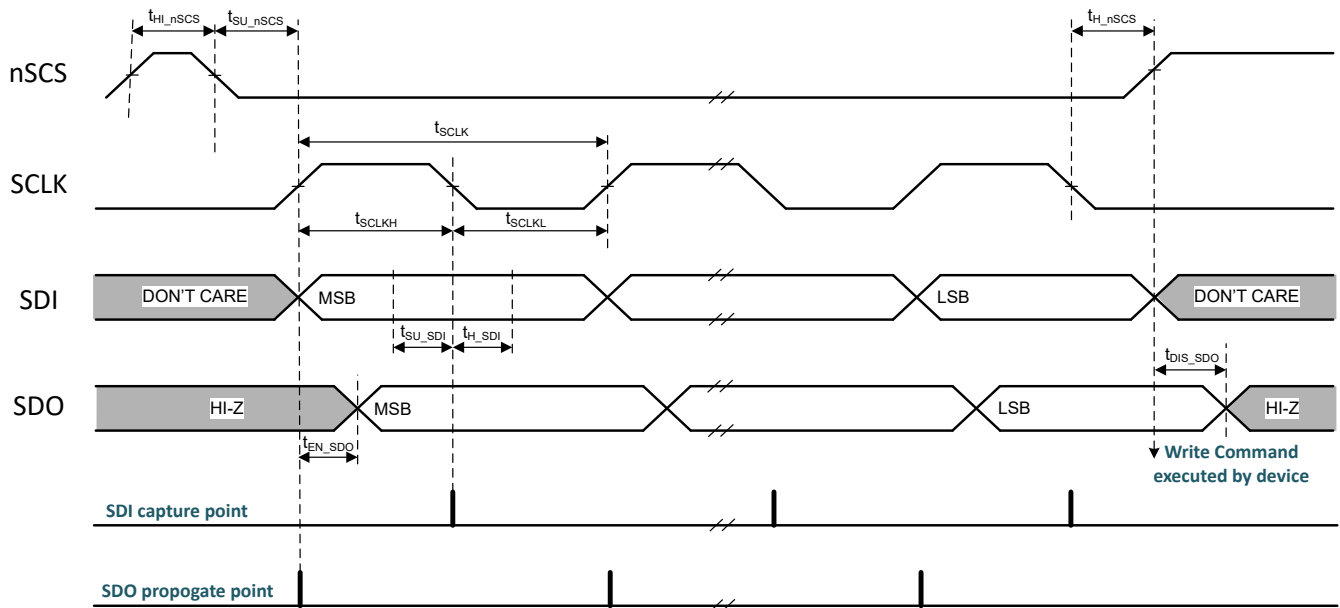 tHI_nSCS
tSU_nSCS
tH_nSCS
nSCS
tSCLK
SCLK
tSCLKH
tSCLKL
SDI
DON'T CARE
MSB
LSB
DON'T CARE
tSU_SDI
tH_SDI
tDIS_SDO
SDO
HI-Z
MSB
LSB
HI-Z
tEN_SDO
Write Command
executed by device
SDI capture point
SDO propogate point